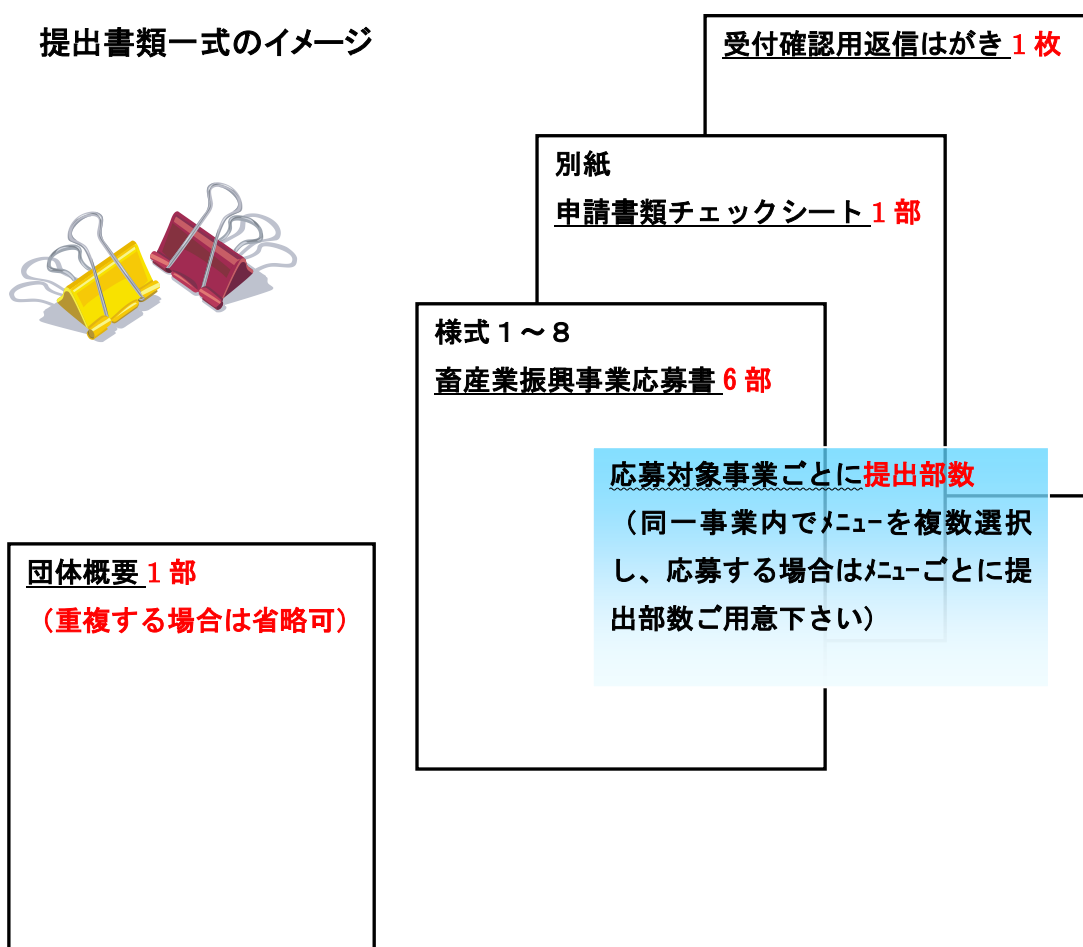 提出書類一式のイメージ
受付確認用返信はがき 1 枚
別紙
申請書類チェックシート 1 部
様式１～８
畜産業振興事業応募書 6 部
応募対象事業ごとに提出部数
（同一事業内でﾒﾆｭｰを複数選択
し、応募する場合はﾒﾆｭｰごとに提
出部数ご用意下さい）
団体概要 1 部
（重複する場合は省略可）